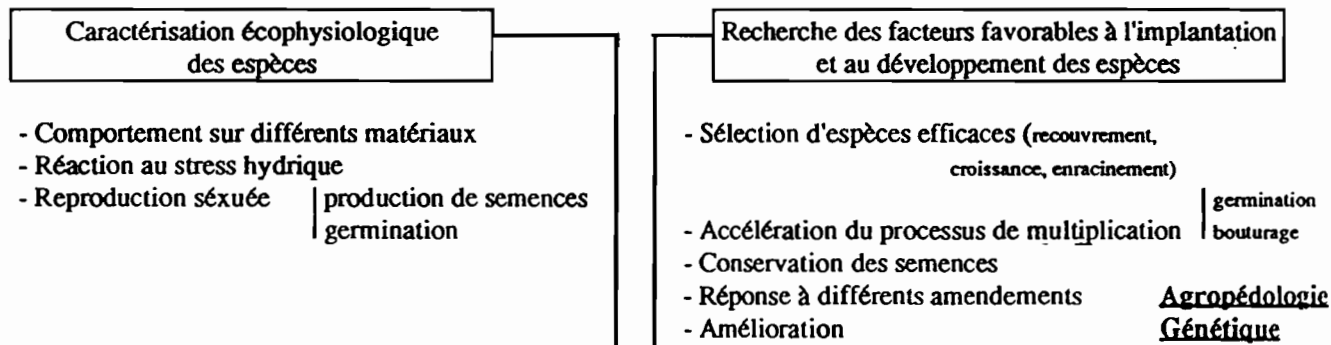 Caractérisation écophysiologique
des espèces
- Comportement sur différents matériaux
- Réaction au stress hydrique
- Reproduction séxuée production de semences
germination
Recherche des facteurs favorables à l'implantation
et au développement des espèces
- Sélection d'espèces efficaces (recouvrement,
croissance, enracinement)
germination
- Accélération du processus de multiplication bouturage
- Conservation des semences
- Réponse à différents amendements Agropédologie
- Amélioration Génétique